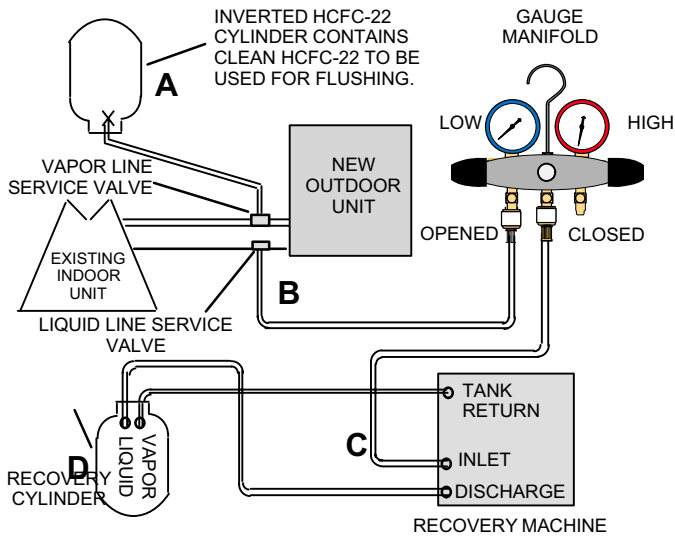 INVERTED HCFC-22
CYLINDER CONTAINS
CLEAN HCFC-22 TO BE
USED FOR FLUSHING.
A
GAUGE
MANIFOLD
LOW
HIGH
VAPOR LINE
SERVICE VALVE
NEW
OUTDOOR
UNIT
OPENED
CLOSED
EXISTING
INDOOR
UNIT
B
LIQUID LINE SERVICE
VALVE
TANK
RETURN
C
INLET
DISCHARGE
D
RECOVERY
CYLINDER
LIQUID
VAPOR
RECOVERY MACHINE